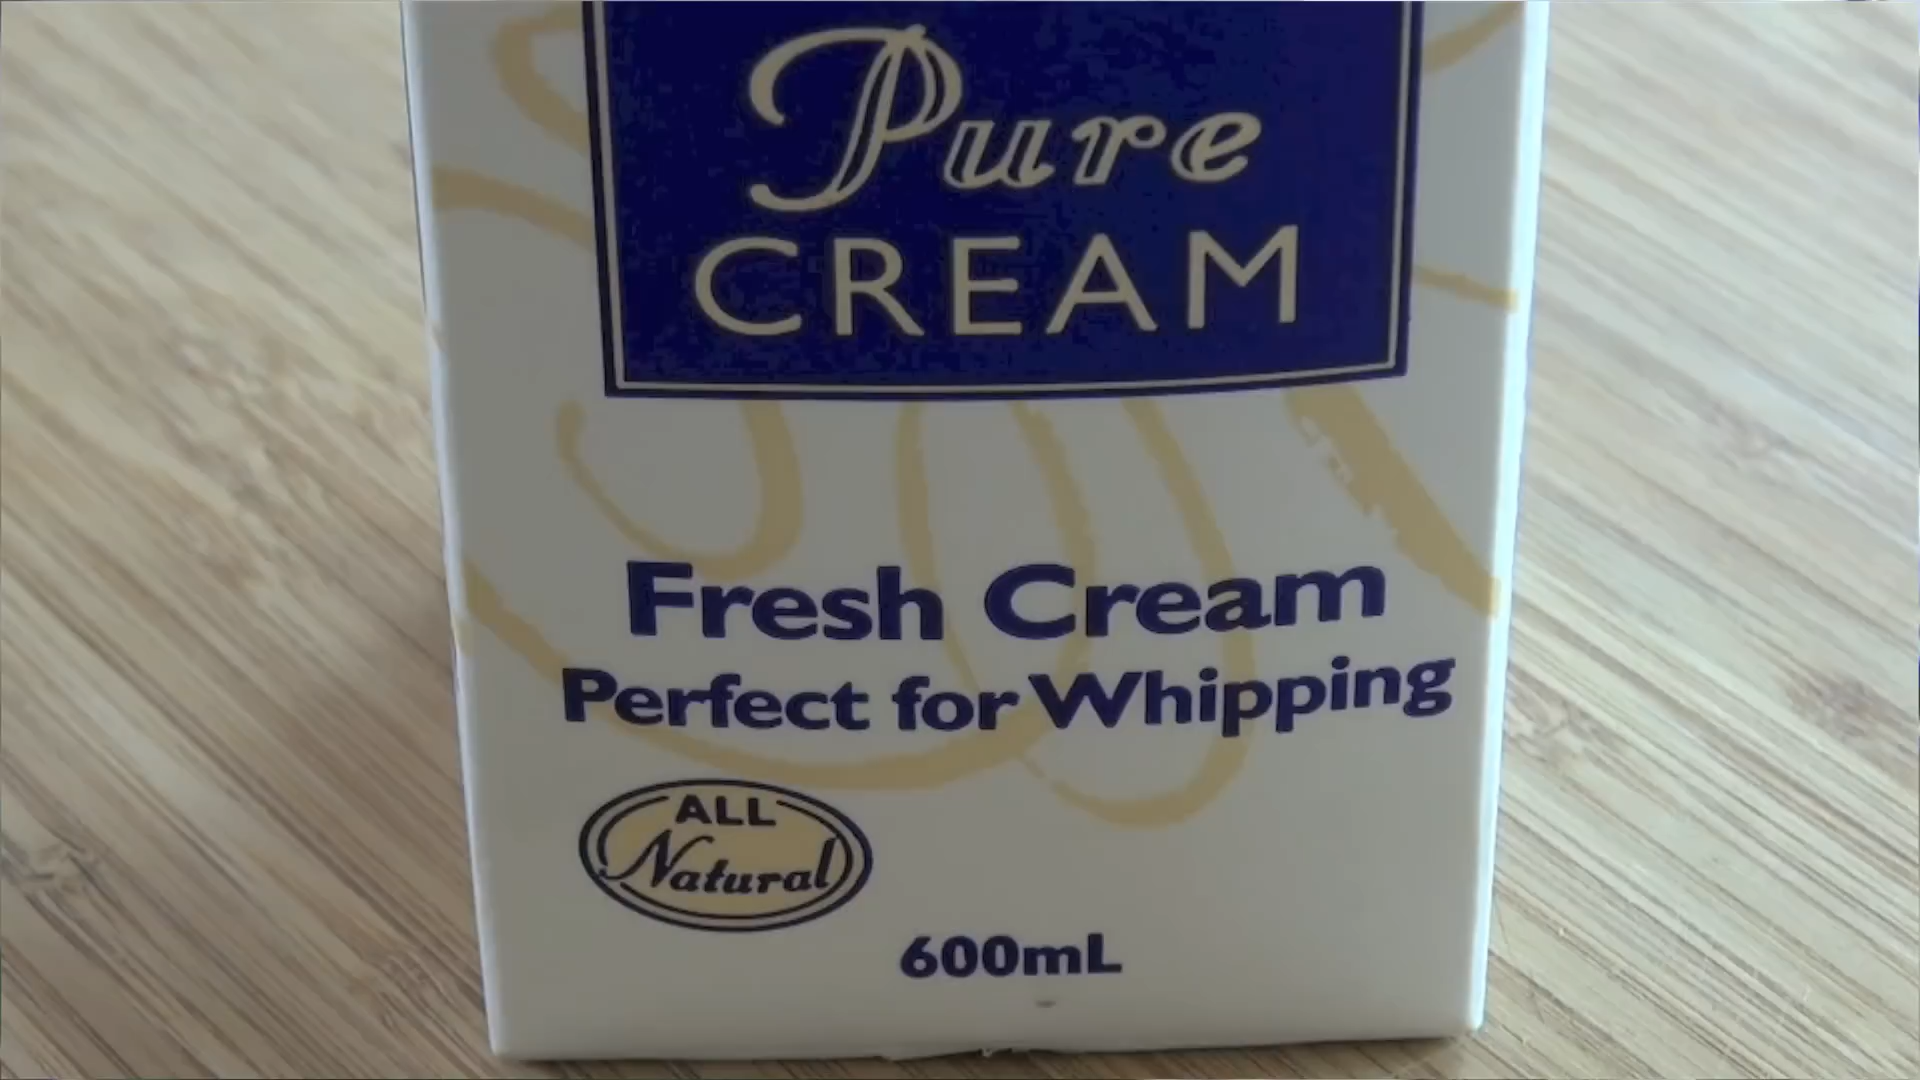 Pure
CREAM
Fresh Cream
Perfect for Whipping
ALL
Natural
600mL